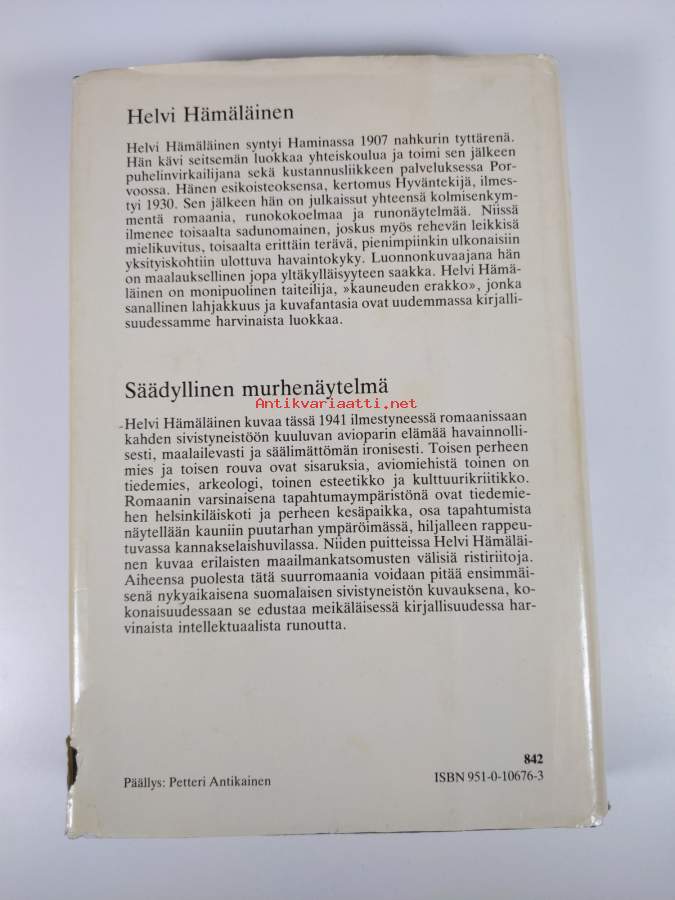 Helvi Hämäläinen
Helvi Hämäläinen syntyi Haminassa 1907 nahkurin tyttärenä.
Hän kävi seitsemän luokkaa yhteiskoulua ja toimi sen jälkeen
puhelinvirkailijana sekä kustannusliikkeen palveluksessa Por-
voossa. Hänen esikoisteoksensa, kertomus Hyväntekijä, ilmes-
tyi 1930. Sen jälkeen hän on julkaissut yhteensä kolmisenkym-
mentä romaania, runokokoelmaa ja runonäytelmää. Niissä
ilmenee toisaalta sadunomainen, joskus myös rehevän leikkisä
mielikuvitus, toisaalta erittäin terävä, pienimpiinkin ulkonaisiin
yksityiskohtiin ulottuva havaintokyky. Luonnonkuvaajana hän
on maalauksellinen jopa yltäkylläisyyteen saakka. Helvi Hämä-
läinen on monipuolinen taiteilija, »kauneuden erakko», jonka
sanallinen lahjakkuus ja kuvafantasia ovat uudemmassa kirjalli-
suudessamme harvinaista luokkaa.
Säädyllinen murhenäytelmä
Antikvariaatti.net
Helvi Hämäläinen kuvaa tässä 1941 ilmestyneessä romaanissaan
kahden sivistyneistöön kuuluvan avioparin elämää havainnolli-
sesti, maalailevasti ja säälimättömän ironisesti. Toisen perheen
mies ja toisen rouva ovat sisaruksia, aviomiehistä toinen on
tiedemies, arkeologi, toinen esteetikko ja kulttuurikriitikko.
Romaanin varsinaisena tapahtumaympäristönä ovat tiedemie-
hen helsinkiläiskoti ja perheen kesäpaikka, osa tapahtumista
näytellään kauniin puutarhan ympäröimässä, hiljalleen rappeu-
tuvassa kannakselaishuvilassa. Niiden puitteissa Helvi Hämäläi-
nen kuvaa erilaisten maailmankatsomusten välisiä ristiriitoja.
Aiheensa puolesta tätä suurromaania voidaan pitää ensimmäi-
senä nykyaikaisena suomalaisen sivistyneistön kuvauksena, ko-
konaisuudessaan se edustaa meikäläisessä kirjallisuudessa har-
vinaista intellektuaalista runoutta.
842
Päällys: Petteri Antikainen
ISBN 951-0-10676-3